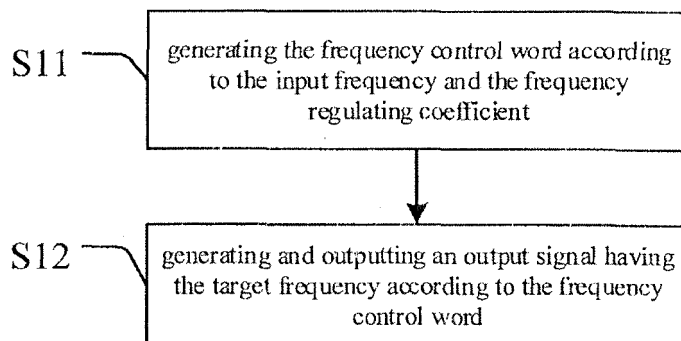 S11
generating the frequency control word according
to the input frequency and the frequency
regulating coefficient
S12
generating and outputting an output signal having
the target frequency according to the frequency
control word